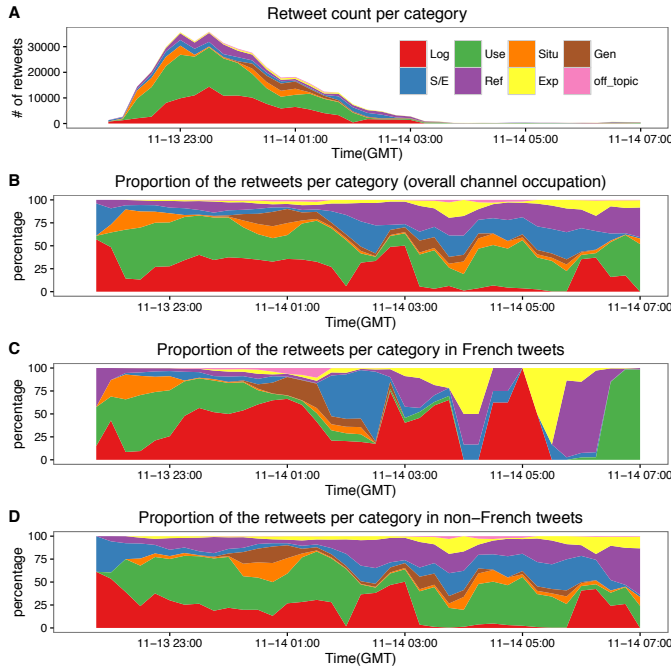 A
Retweet count per category
# of retweets
30000
20000
10000
0
Log Use Situ Gen
S/E Ref Exp off_topic
11−13 23:00 11−14 01:00 11−14 03:00 11−14 05:00 11−14 07:00
Time(GMT)
B
Proportion of the retweets per category (overall channel occupation)
percentage
100
75
50
25
0
11−13 23:00 11−14 01:00 11−14 03:00 11−14 05:00 11−14 07:00
Time(GMT)
C
Proportion of the retweets per category in French tweets
percentage
100
75
50
25
0
11−13 23:00 11−14 01:00 11−14 03:00 11−14 05:00 11−14 07:00
Time(GMT)
D
Proportion of the retweets per category in non−French tweets
percentage
100
75
50
25
0
11−13 23:00 11−14 01:00 11−14 03:00 11−14 05:00 11−14 07:00
Time(GMT)